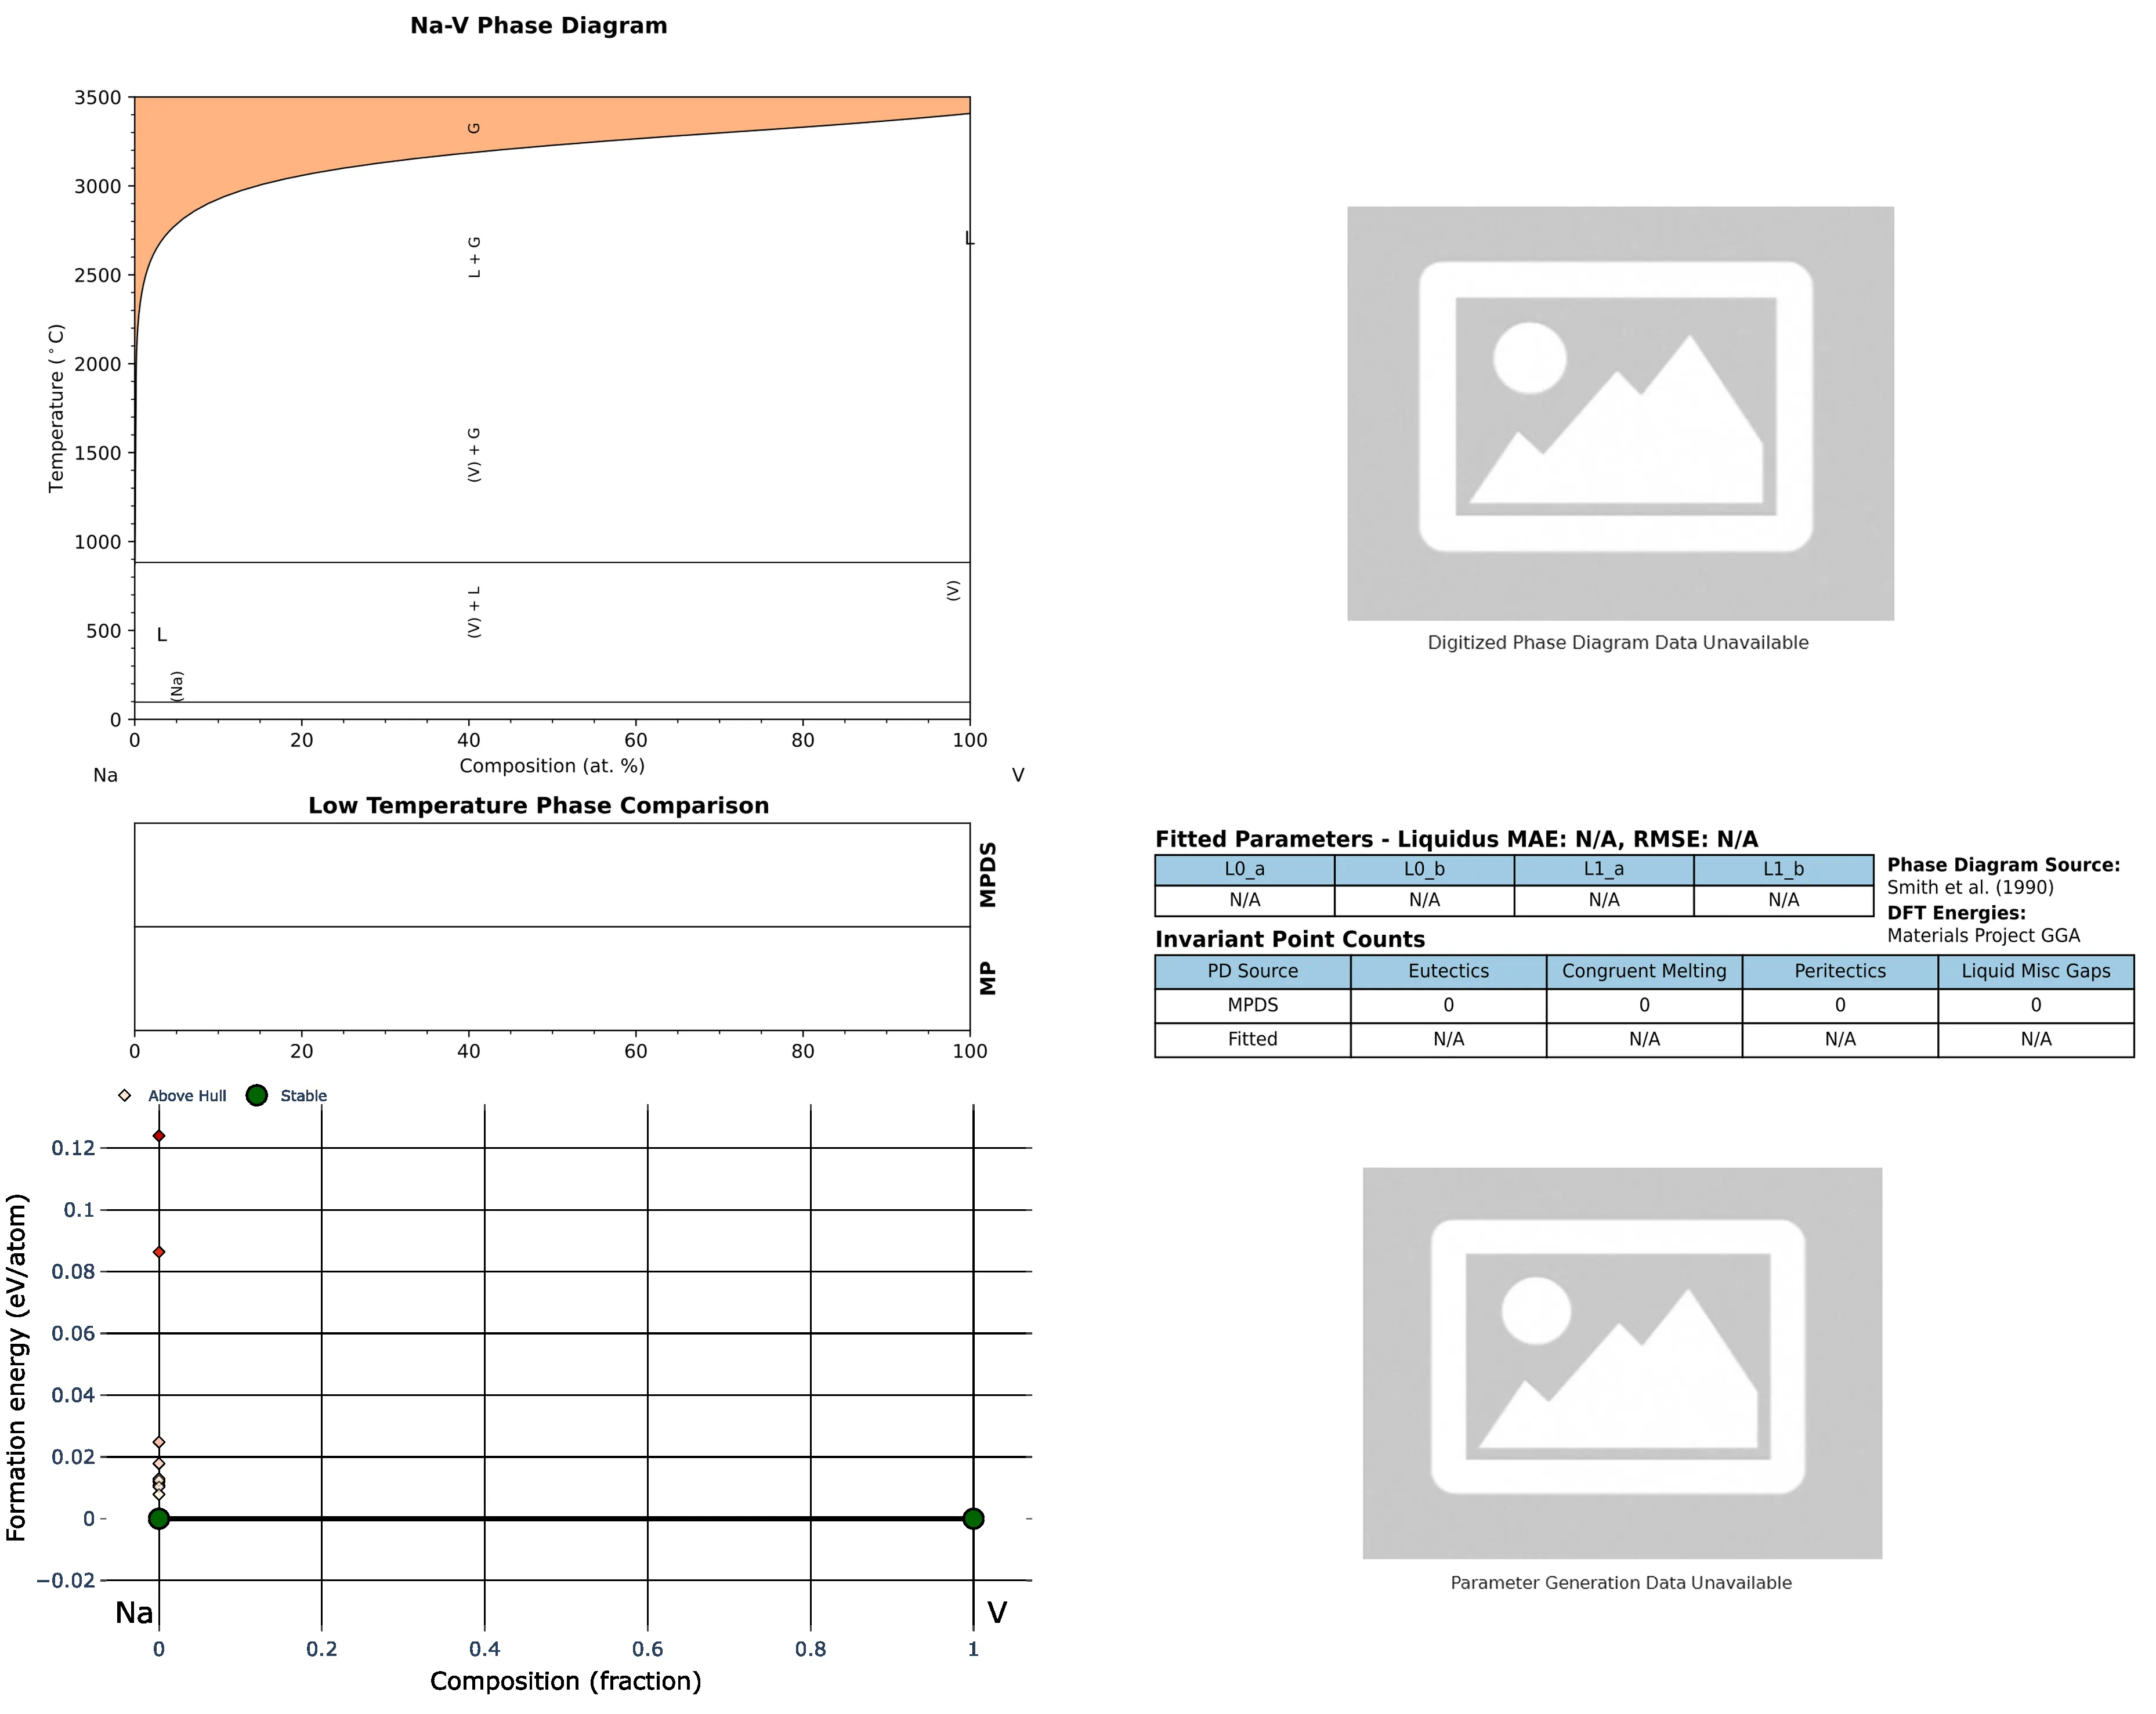 Na-V Phase Diagram
3500
3000
2500
2000
1500
1000
500
0
Temperature (°C)
G
L + G
L
(V) + G
(V) + L
(V)
L
(Na)
0 20 40 60 80 100
Composition (at. %)
Na V
Digitized Phase Diagram Data Unavailable
Low Temperature Phase Comparison
MPDS
MP
0 20 40 60 80 100
Fitted Parameters - Liquidus MAE: N/A, RMSE: N/A
L0_a L0_b L1_a L1_b
N/A N/A N/A N/A
Phase Diagram Source:
Smith et al. (1990)
DFT Energies:
Materials Project GGA
Invariant Point Counts
PD Source Eutectics Congruent Melting Peritectics Liquid Misc Gaps
MPDS 0 0 0 0
Fitted N/A N/A N/A N/A
Above Hull Stable
0.12
0.1
0.08
0.06
0.04
0.02
0
−0.02
Formation energy (eV/atom)
Na V
0 0.2 0.4 0.6 0.8 1
Composition (fraction)
Parameter Generation Data Unavailable